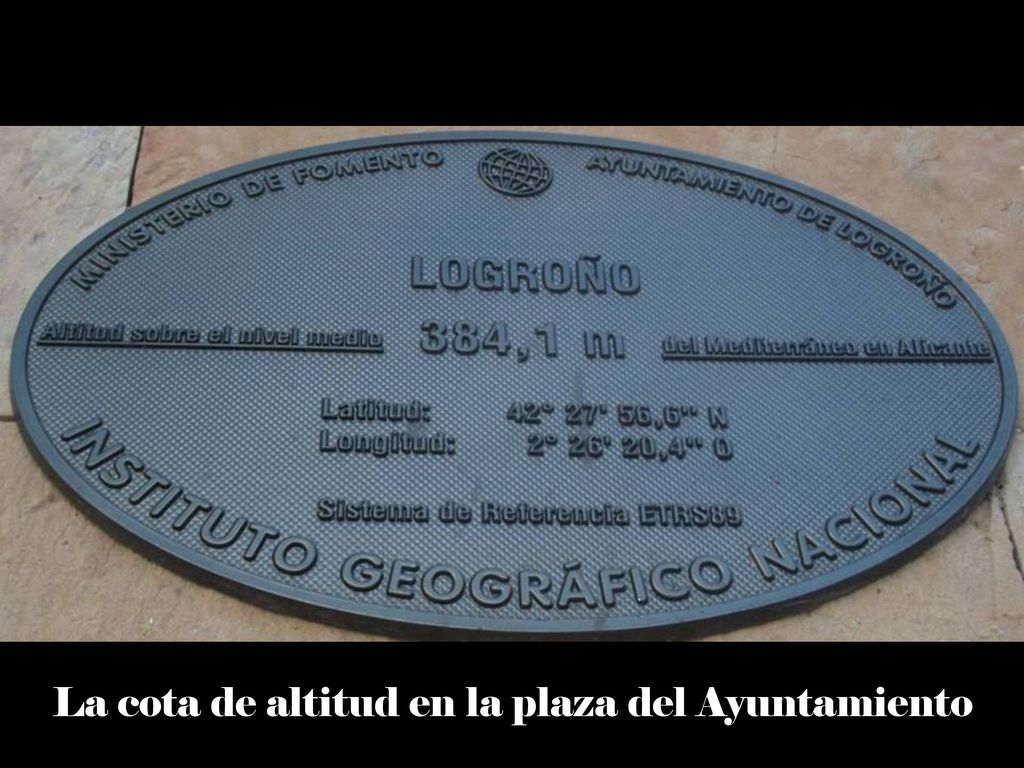 MINISTERIO DE FOMENTO
AYUNTAMIENTO DE LOGROÑO
LOGROÑO
Altitud sobre el nivel medio 384,1 m del Mediterráneo en Alicante
Latitud: 42° 27' 56,6" N
Longitud: 2° 26' 20,4" O
Sistema de Referencia ETRS89
INSTITUTO GEOGRÁFICO NACIONAL
La cota de altitud en la plaza del Ayuntamiento